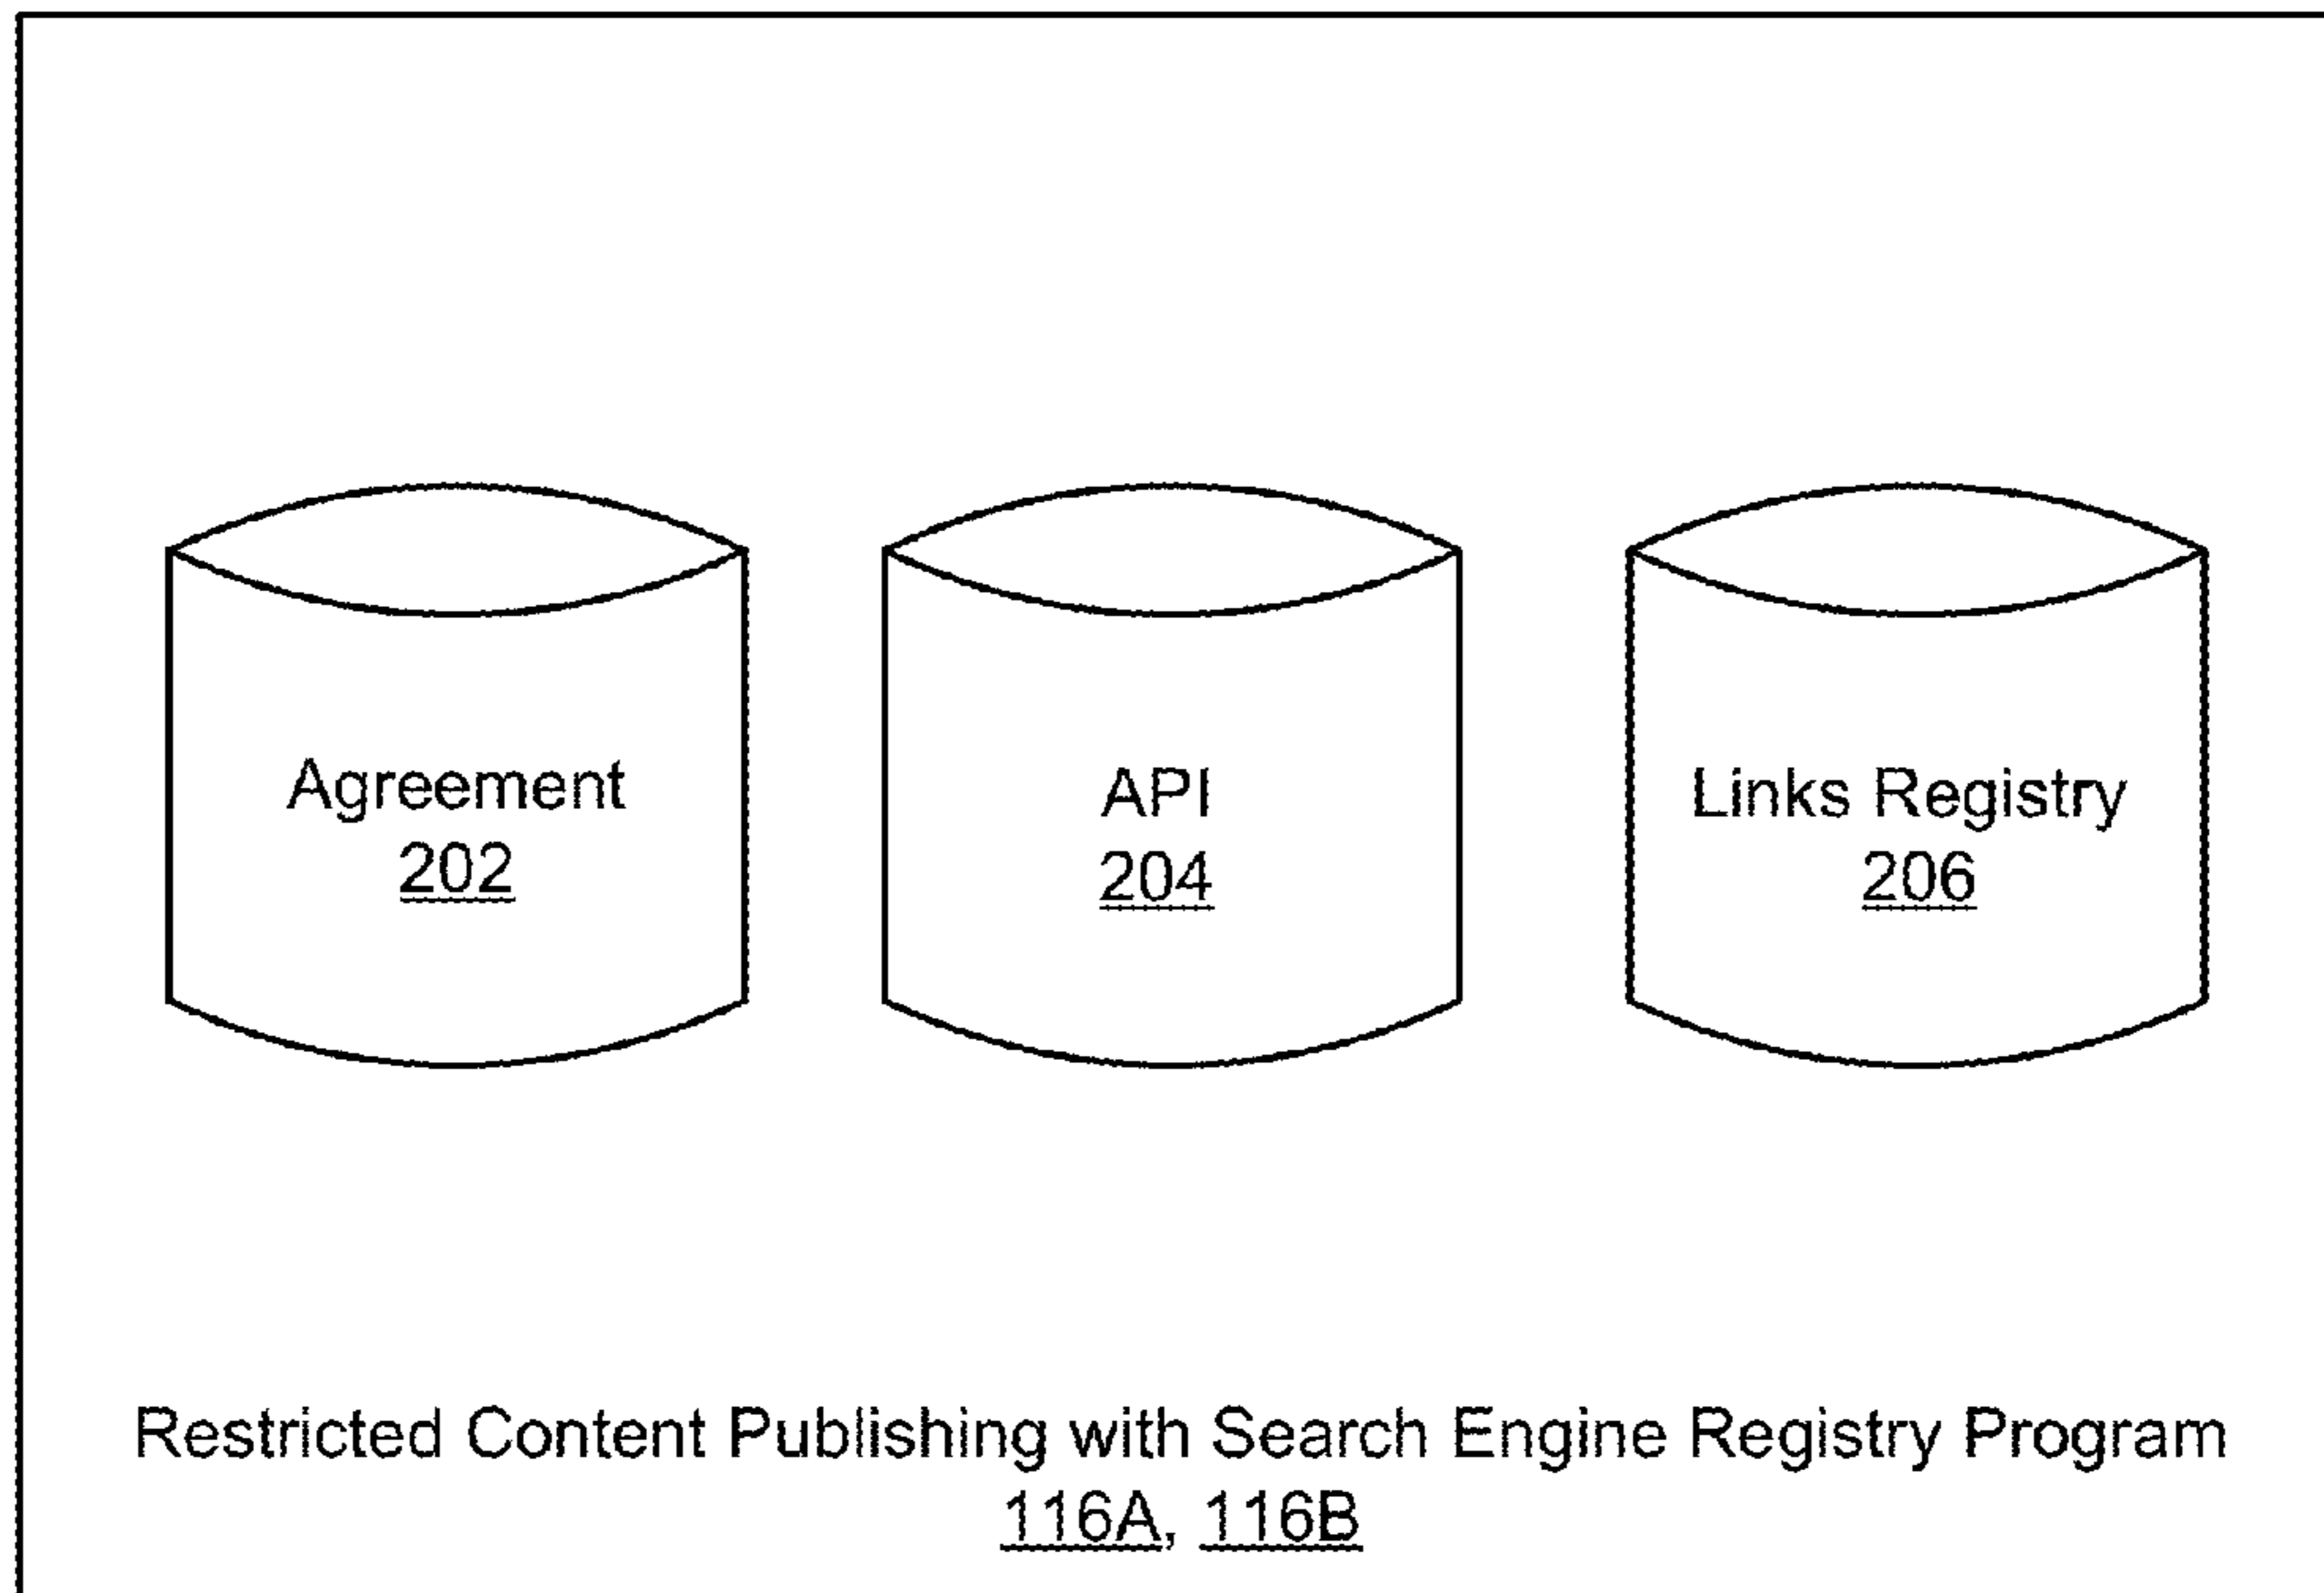 Agreement
202
API
204
Links Registry
206
Restricted Content Publishing with Search Engine Registry Program
116A, 116B